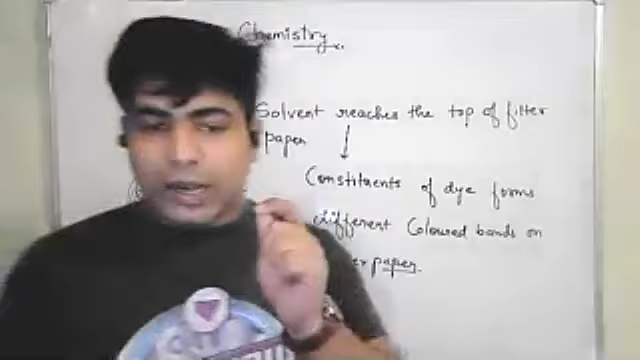 Chemistry
Solvent reaches the top of filter
paper
Constituents of dye forms
different Coloured bands on
paper.